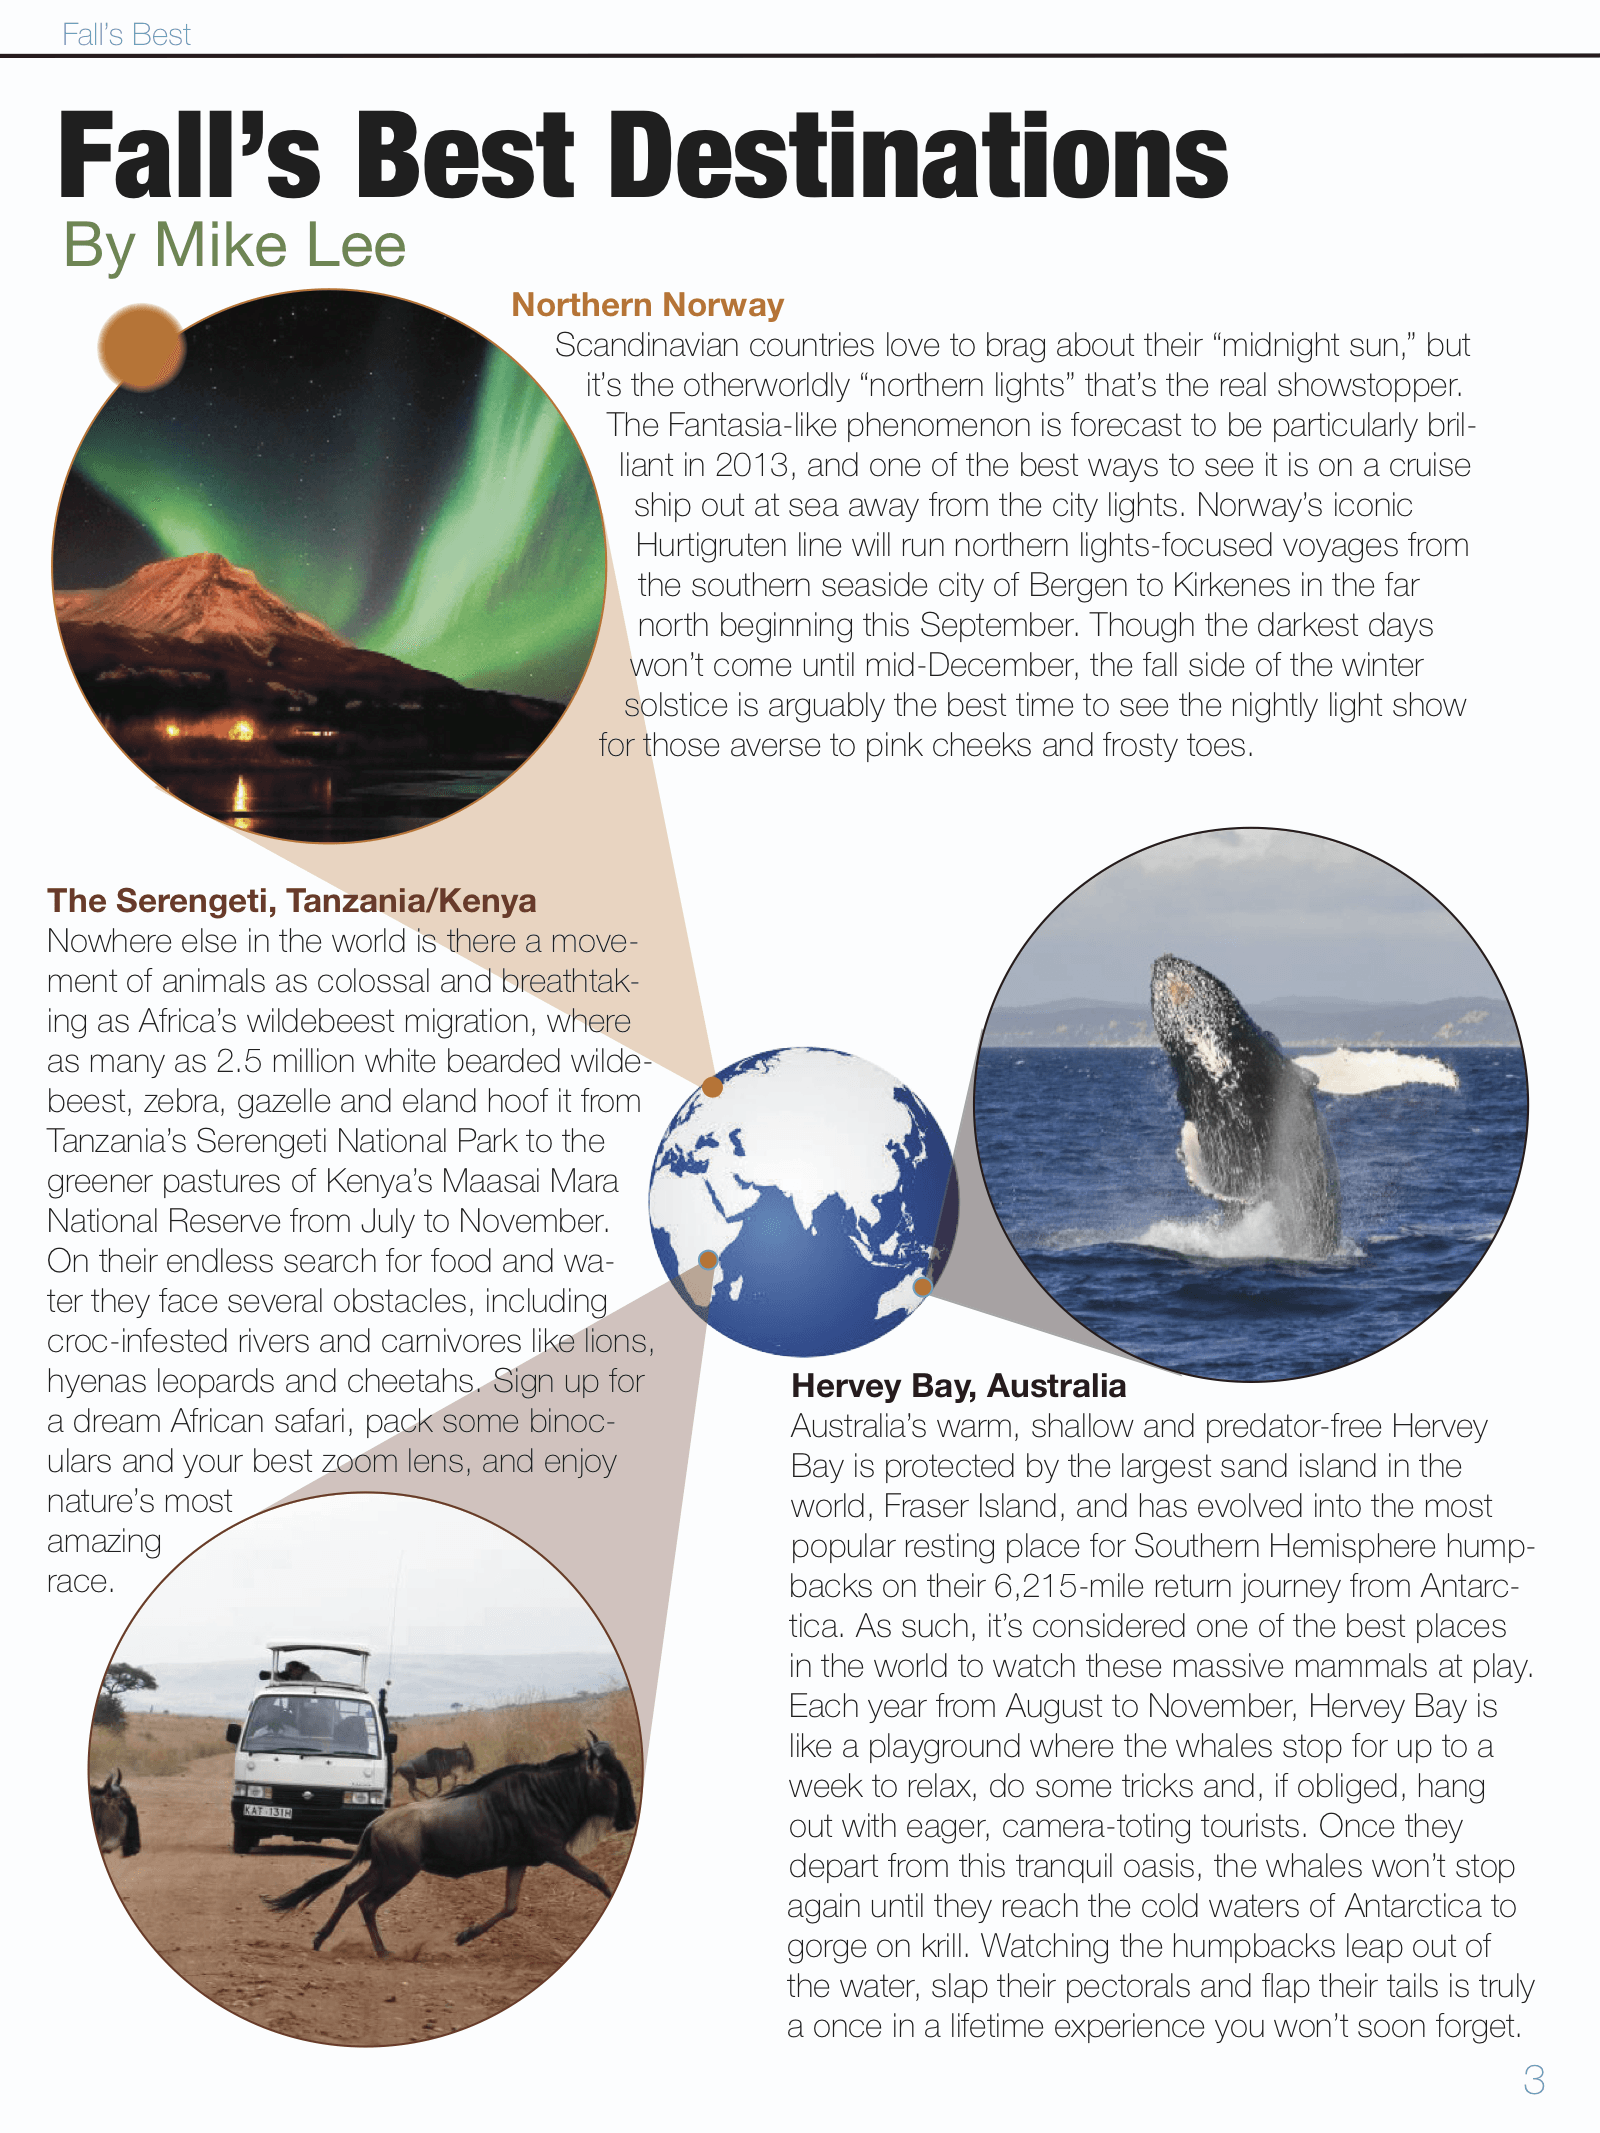 Fall's Best
Fall's Best Destinations
By Mike Lee
Northern Norway
Scandinavian countries love to brag about their “midnight sun,” but
it's the otherworldly “northern lights” that's the real showstopper.
The Fantasia-like phenomenon is forecast to be particularly bril-
liant in 2013, and one of the best ways to see it is on a cruise
ship out at sea away from the city lights. Norway's iconic
Hurtigruten line will run northern lights-focused voyages from
the southern seaside city of Bergen to Kirkenes in the far
north beginning this September. Though the darkest days
won't come until mid-December, the fall side of the winter
solstice is arguably the best time to see the nightly light show
for those averse to pink cheeks and frosty toes.
The Serengeti, Tanzania/Kenya
Nowhere else in the world is there a move-
ment of animals as colossal and breathtak-
ing as Africa's wildebeest migration, where
as many as 2.5 million white bearded wilde-
beest, zebra, gazelle and eland hoof it from
Tanzania's Serengeti National Park to the
greener pastures of Kenya's Maasai Mara
National Reserve from July to November.
On their endless search for food and wa-
ter they face several obstacles, including
croc-infested rivers and carnivores like lions,
hyenas leopards and cheetahs. Sign up for
a dream African safari, pack some binoc-
ulars and your best zoom lens, and enjoy
nature's most
amazing
race.
KAT 131H
Hervey Bay, Australia
Australia's warm, shallow and predator-free Hervey
Bay is protected by the largest sand island in the
world, Fraser Island, and has evolved into the most
popular resting place for Southern Hemisphere hump-
backs on their 6,215-mile return journey from Antarc-
tica. As such, it's considered one of the best places
in the world to watch these massive mammals at play.
Each year from August to November, Hervey Bay is
like a playground where the whales stop for up to a
week to relax, do some tricks and, if obliged, hang
out with eager, camera-toting tourists. Once they
depart from this tranquil oasis, the whales won't stop
again until they reach the cold waters of Antarctica to
gorge on krill. Watching the humpbacks leap out of
the water, slap their pectorals and flap their tails is truly
a once in a lifetime experience you won't soon forget.
3